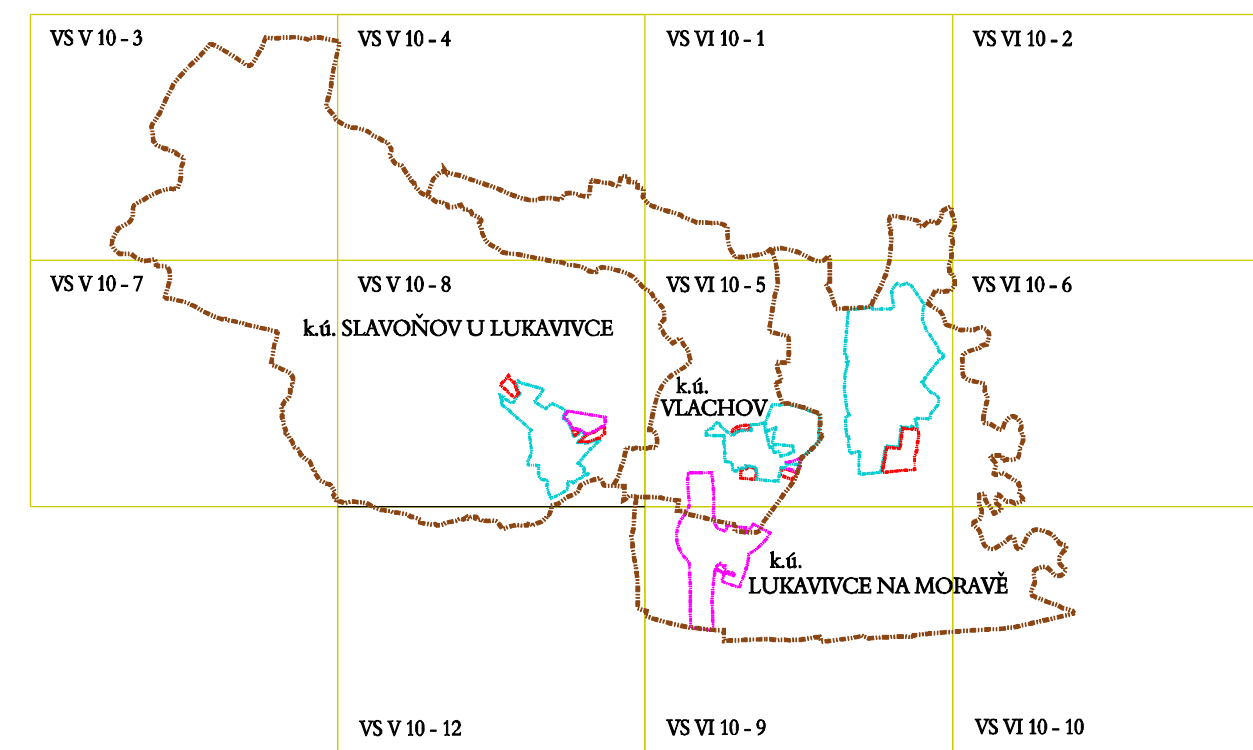 VS V 10 - 3
VS V 10 - 4
VS VI 10 - 1
VS VI 10 - 2
VS V 10 - 7
VS V 10 - 8
VS VI 10 - 5
VS VI 10 - 6
k.ú. SLAVOŇOV U LUKAVIVCE
k.ú.
VLACHOV
k.ú.
LUKAVIVCE NA MORAVĚ
VS V 10 - 12
VS VI 10 - 9
VS VI 10 - 10